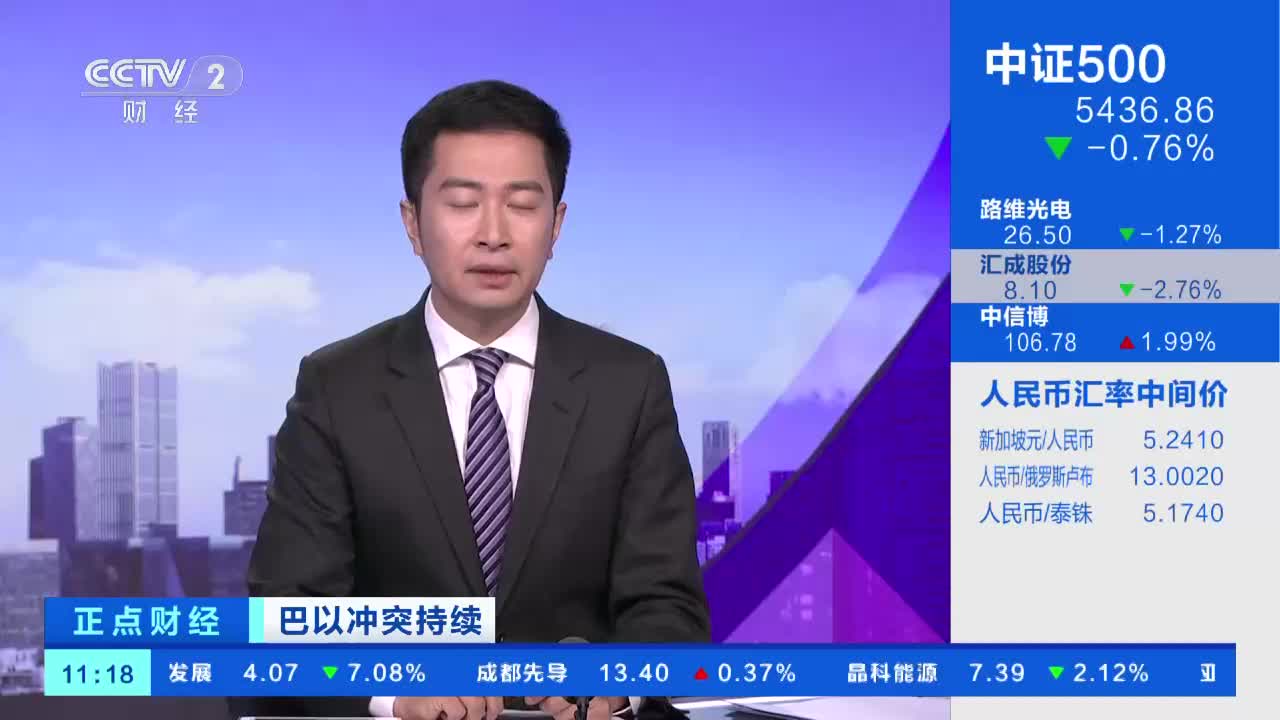 CCTV 2
财 经
中证500
5436.86
▼ -0.76%
路维光电
26.50 ▼-1.27%
汇成股份
8.10 ▼-2.76%
中信博
106.78 ▲1.99%
人民币汇率中间价
新加坡元/人民币 5.2410
人民币/俄罗斯卢布 13.0020
人民币/泰铢 5.1740
正点财经 巴以冲突持续
11:18 发展 4.07 ▼7.08% 成都先导 13.40 ▲0.37% 晶科能源 7.39 ▼2.12%